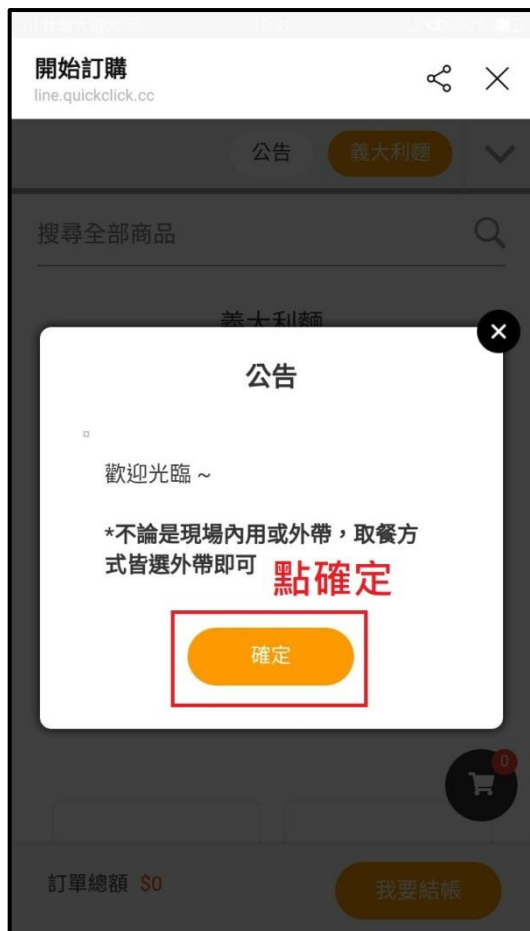 開始訂購
line.quickclick.cc
公告
義大利麵
搜尋全部商品
義大利麵
公告
歡迎光臨 ~
*不論是現場內用或外帶，取餐方
式皆選外帶即可
點確定
確定
0
訂單總額 $0
我要結帳